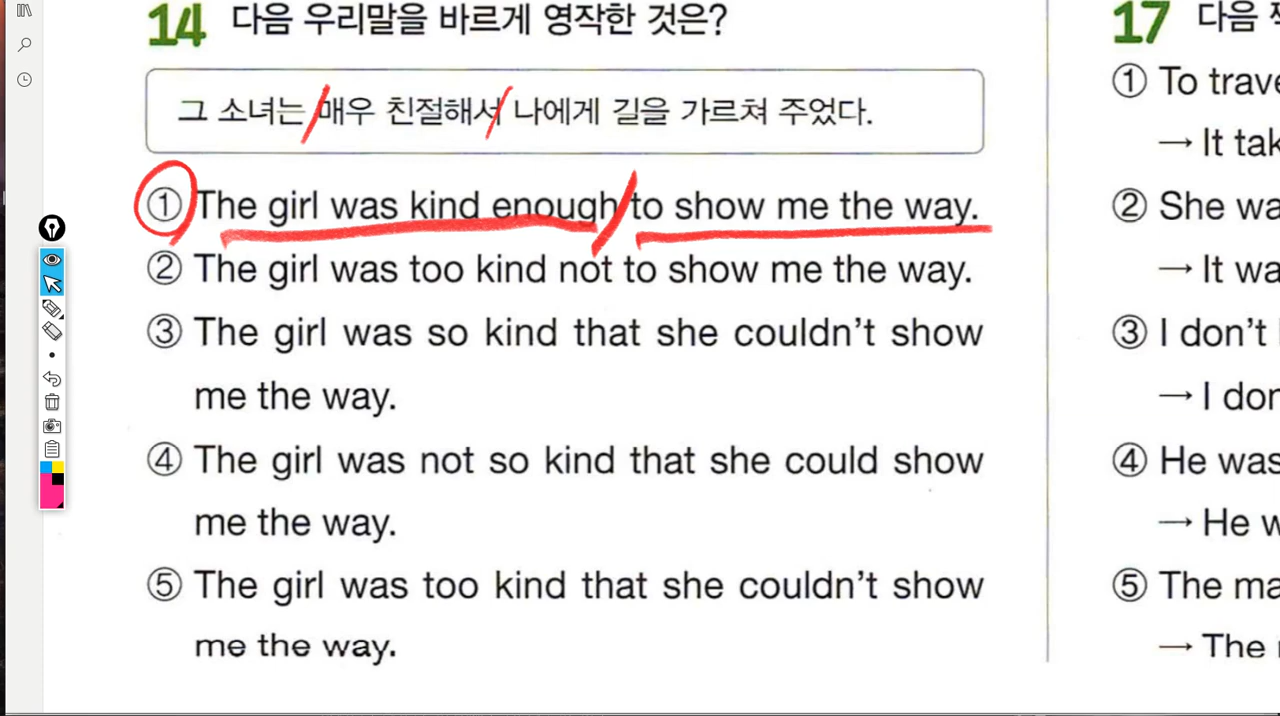 14 다음 우리말을 바르게 영작한 것은?
그 소녀는 매우 친절해서 나에게 길을 가르쳐 주었다.
① The girl was kind enough to show me the way.
② The girl was too kind not to show me the way.
③ The girl was so kind that she couldn't show
me the way.
④ The girl was not so kind that she could show
me the way.
⑤ The girl was too kind that she couldn't show
me the way.
17 다음
① To trave
→ It tak
② She wa
→ It wa
③ I don't
→ I don
④ He was
→ He w
⑤ The ma
→ The